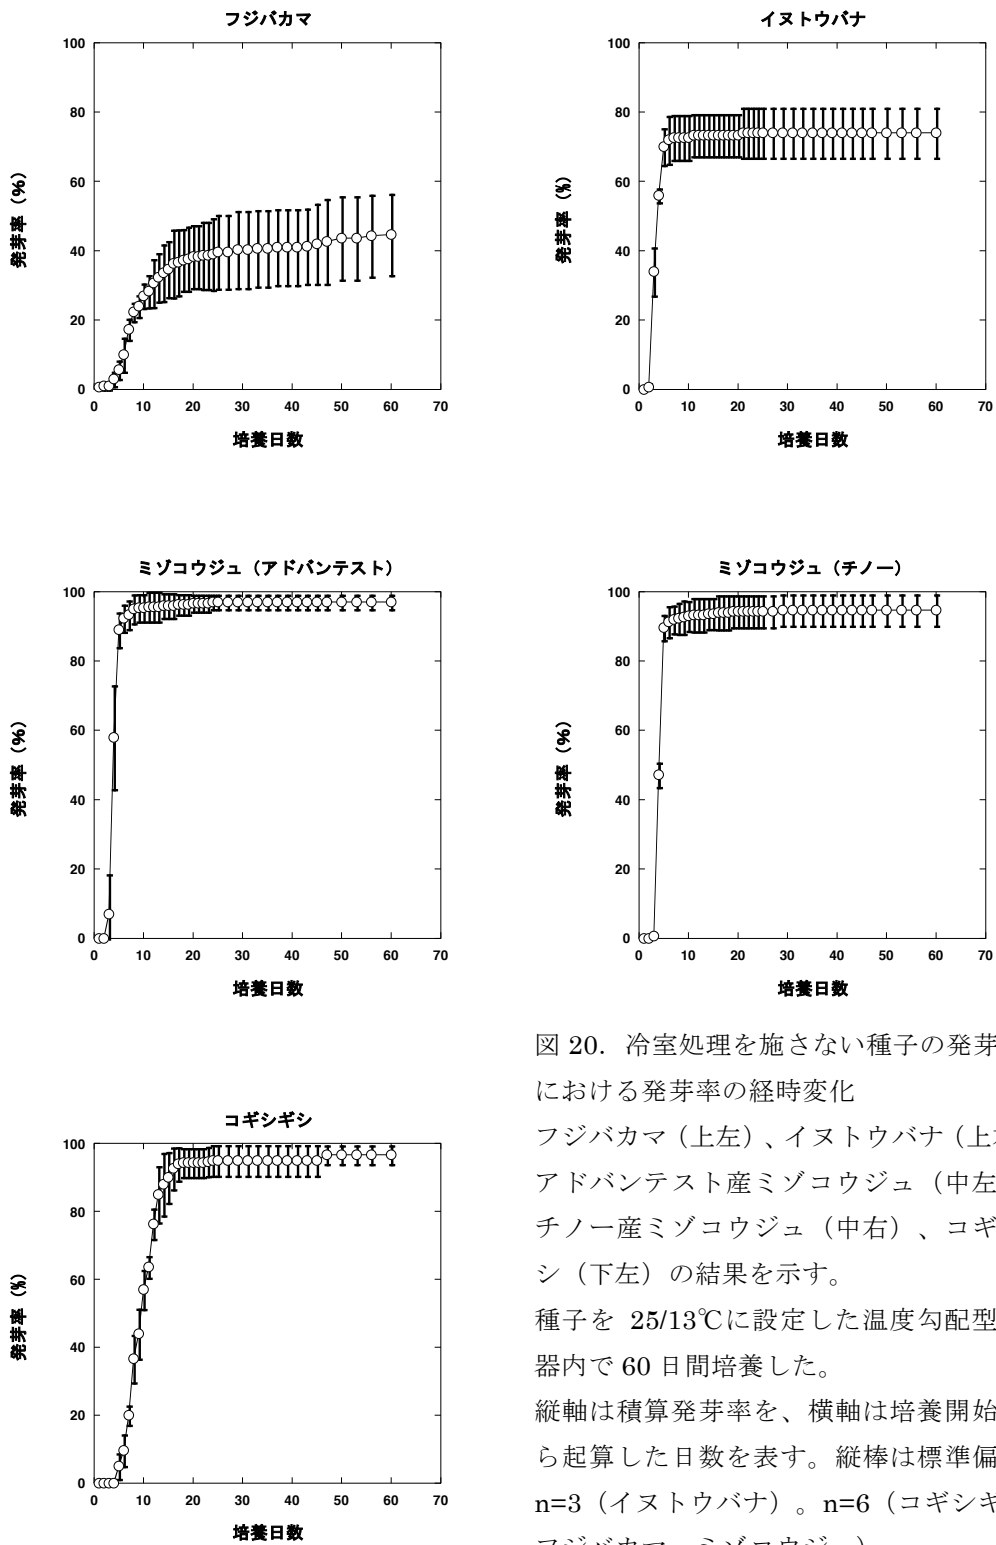 フジバカマ
100
80
60
40
20
0
0 10 20 30 40 50 60 70
発芽率（%）
培養日数
イヌトウバナ
100
80
60
40
20
0
0 10 20 30 40 50 60 70
発芽率（%）
培養日数
ミゾコウジュ（アドバンテスト）
100
80
60
40
20
0
0 10 20 30 40 50 60 70
発芽率（%）
培養日数
ミゾコウジュ（チノー）
100
80
60
40
20
0
0 10 20 30 40 50 60 70
発芽率（%）
培養日数
コギシギシ
100
80
60
40
20
0
0 10 20 30 40 50 60 70
発芽率（%）
培養日数
図 20．冷室処理を施さない種子の発芽
における発芽率の経時変化
フジバカマ（上左）、イヌトウバナ（上
アドバンテスト産ミゾコウジュ（中左
チノー産ミゾコウジュ（中右）、コギ
シ（下左）の結果を示す。
種子を 25/13℃に設定した温度勾配型
器内で 60 日間培養した。
縦軸は積算発芽率を、横軸は培養開始
ら起算した日数を表す。縦棒は標準偏
n=3（イヌトウバナ）。n=6（コギシギ
フジバカマ、ミゾコウジュ）